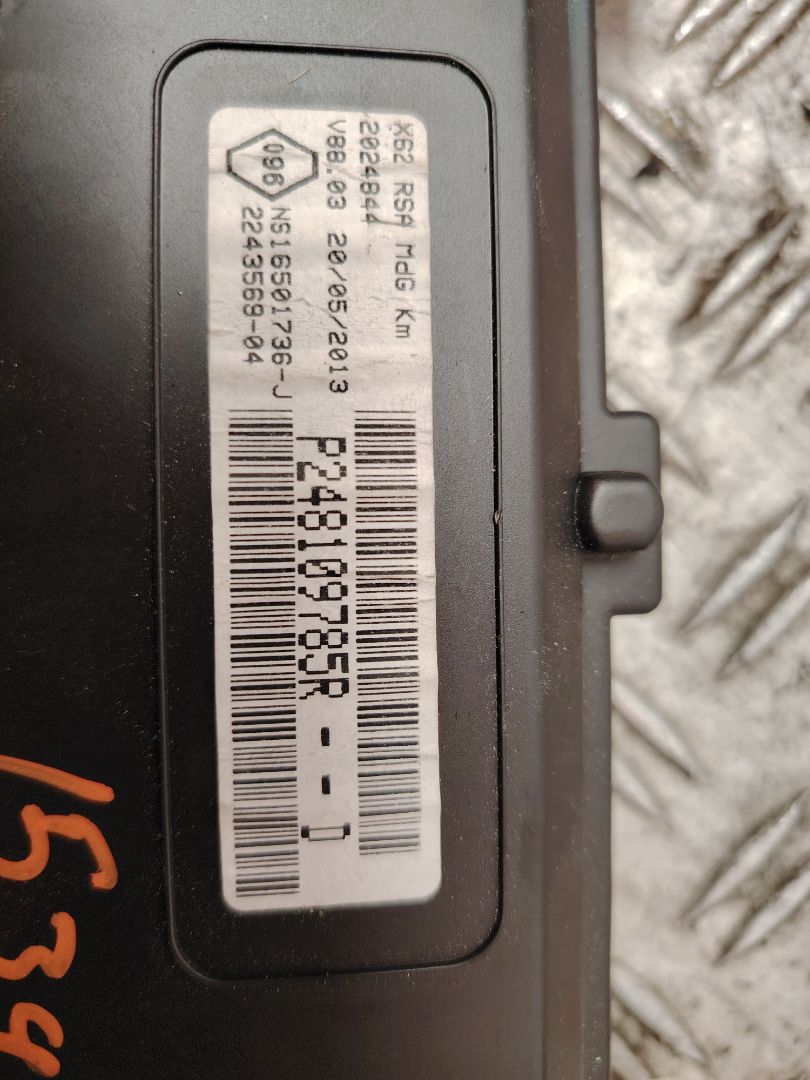 X62 RSA MdG Km
2024844
V88.03 20/05/2013
096
NS16501736-J
2243569-04
P248109785R--D